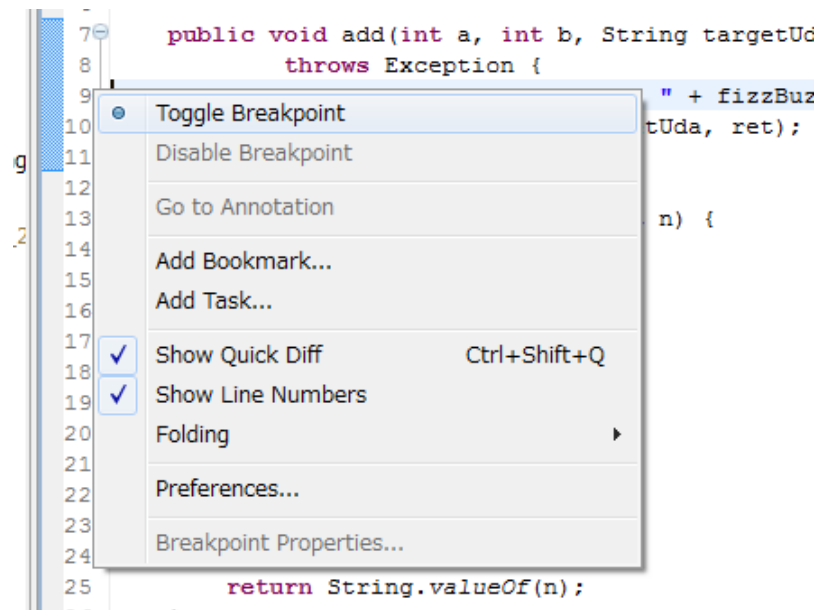 7 public void add(int a, int b, String targetUd
8 throws Exception {
9 " + fizzBuz
10 tUda, ret);
11
12
13 n) {
14
15
16
17
18
19
20
21
22
23
24
25 return String.valueOf(n);
g
_2
Toggle Breakpoint
Disable Breakpoint
Go to Annotation
Add Bookmark...
Add Task...
Show Quick Diff Ctrl+Shift+Q
Show Line Numbers
Folding
Preferences...
Breakpoint Properties...